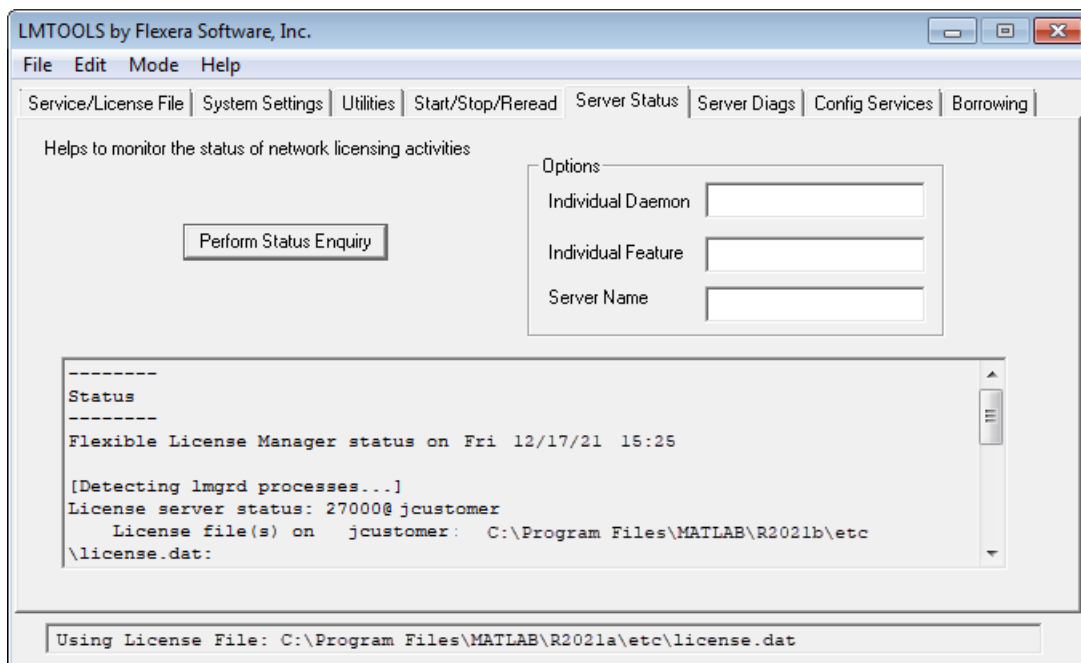 LMTOOLS by Flexera Software, Inc.
File Edit Mode Help
Service/License File System Settings Utilities Start/Stop/Reread Server Status Server Diags Config Services Borrowing
Helps to monitor the status of network licensing activities
Options
Individual Daemon
Perform Status Enquiry
Individual Feature
Server Name
--------
Status
--------
Flexible License Manager status on Fri 12/17/21 15:25
[Detecting lmgrd processes...]
License server status: 27000@jcustomer
License file(s) on jcustomer: C:\Program Files\MATLAB\R2021b\etc
\license.dat:
Using License File: C:\Program Files\MATLAB\R2021a\etc\license.dat